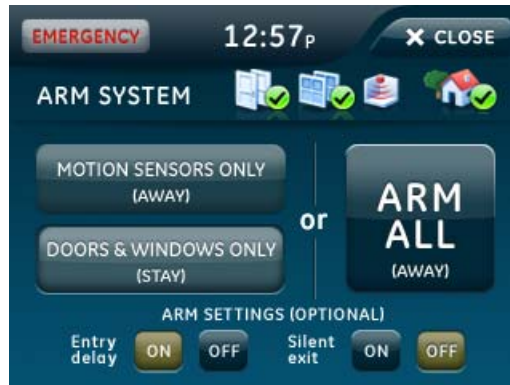 EMERGENCY 12:57P X CLOSE
ARM SYSTEM
MOTION SENSORS ONLY
(AWAY)
or
ARM
ALL
(AWAY)
DOORS & WINDOWS ONLY
(STAY)
ARM SETTINGS (OPTIONAL)
Entry
delay
ON OFF
Silent
exit
ON OFF